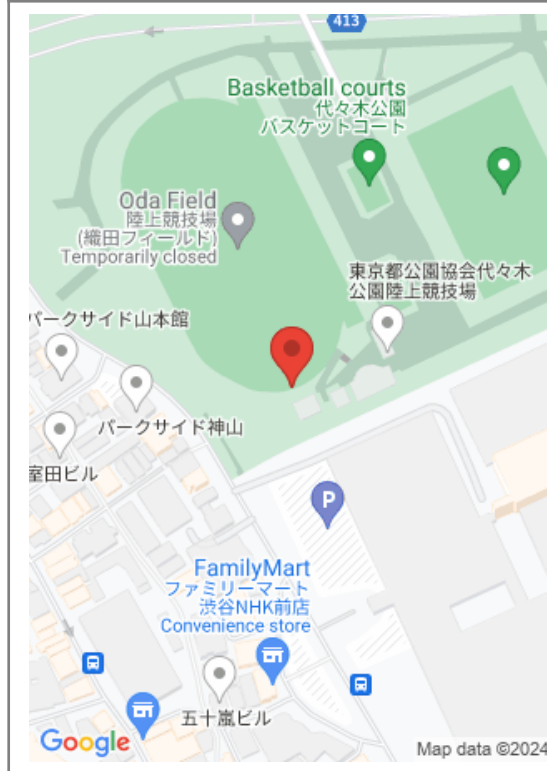 413
Basketball courts
代々木公園
バスケットコート
Oda Field
陸上競技場
(織田フィールド)
Temporarily closed
東京都公園協会代々木
公園陸上競技場
パークサイド山本館
パークサイド神山
室田ビル
P
FamilyMart
ファミリーマート
渋谷NHK前店
Convenience store
五十嵐ビル
Google
Map data ©2024